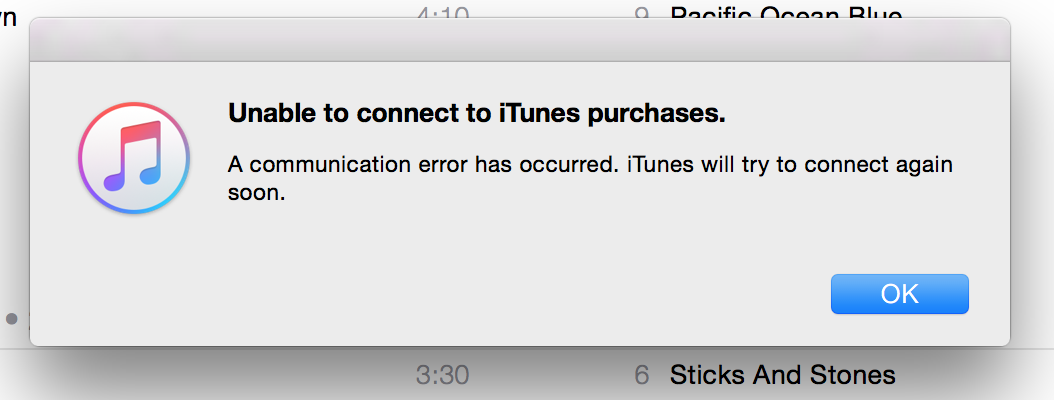 4:10 9 Pacific Ocean Blue
Unable to connect to iTunes purchases.
A communication error has occurred. iTunes will try to connect again
soon.
OK
3:30 6 Sticks And Stones